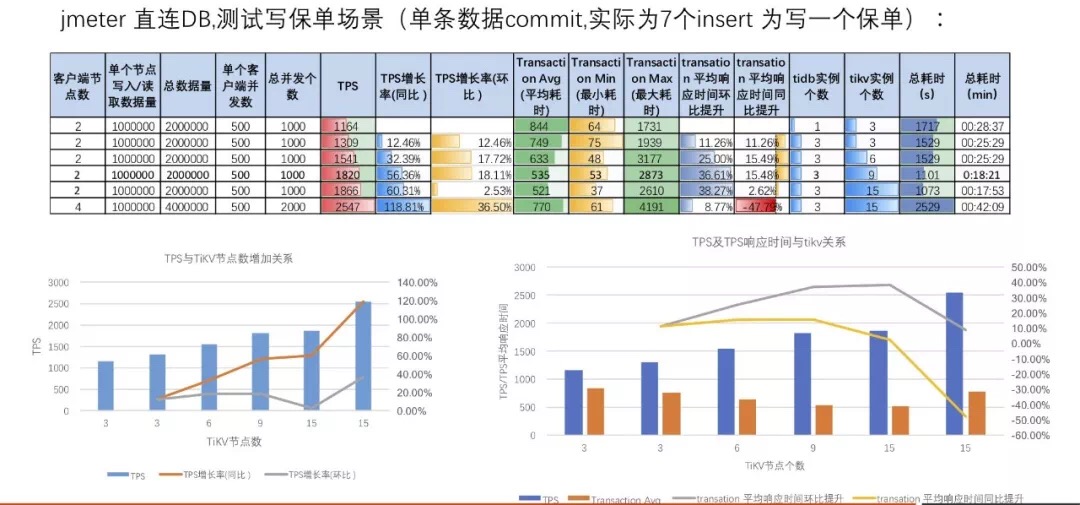 jmeter 直连DB,测试写保单场景（单条数据commit,实际为7个insert 为写一个保单）：
客户端节点数 单个节点写入/读取数据量 总数据量 单个客户端并发数 总并发个数 TPS TPS增长率(同比) TPS增长率(环比) Transaction Avg (平均耗时) Transaction Min (最小耗时) Transaction Max (最大耗时) transation 平均响应时间环比提升 transation 平均响应时间同比提升 tidb实例个数 tikv实例个数 总耗时(s) 总耗时(min)
2 1000000 2000000 500 1000 1164 844 64 1731 1 3 1717 00:28:37
2 1000000 2000000 500 1000 1309 12.46% 12.46% 749 75 1939 11.26% 11.26% 3 3 1529 00:25:29
2 1000000 2000000 500 1000 1541 32.39% 17.72% 633 48 3177 25.00% 15.49% 3 6 1529 00:25:29
2 1000000 2000000 500 1000 1820 56.36% 18.11% 535 53 2873 36.61% 15.48% 3 9 1101 0:18:21
2 1000000 2000000 500 1000 1866 60.31% 2.53% 521 37 2610 38.27% 2.62% 3 15 1073 00:17:53
4 1000000 4000000 500 2000 2547 118.81% 36.50% 770 61 4191 8.77% -47.79% 3 15 2529 00:42:09
TPS与TiKV节点数增加关系
3000
2500
2000
1500
1000
500
0
TPS
140.00%
120.00%
100.00%
80.00%
60.00%
40.00%
20.00%
0.00%
3 3 6 9 15 15
TiKV节点数
TPS TPS增长率(同比) TPS增长率(环比)
TPS及TPS响应时间与tikv关系
3000
2500
2000
1500
1000
500
0
TPS/TPS平均响应时间
50.00%
40.00%
30.00%
20.00%
10.00%
0.00%
-10.00%
-20.00%
-30.00%
-40.00%
-50.00%
-60.00%
3 3 6 9 15 15
TiKV节点个数
TPS Transaction Avg transation 平均响应时间环比提升 transation 平均响应时间同比提升